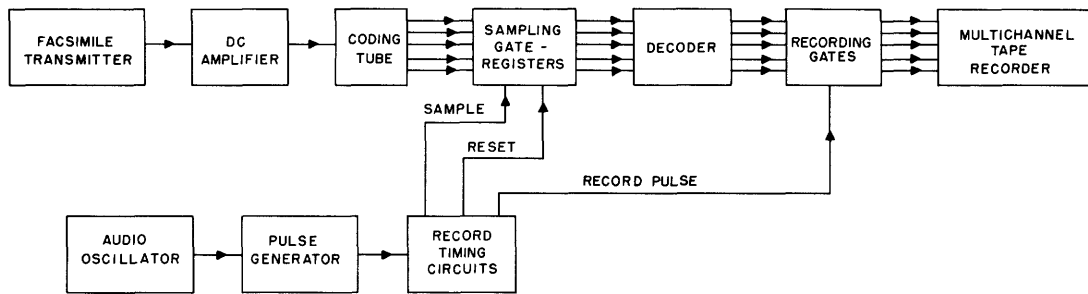 FACSIMILE
TRANSMITTER
DC
AMPLIFIER
CODING
TUBE
SAMPLING
GATE -
REGISTERS
DECODER
RECORDING
GATES
MULTICHANNEL
TAPE
RECORDER
SAMPLE
RESET
RECORD PULSE
AUDIO
OSCILLATOR
PULSE
GENERATOR
RECORD
TIMING
CIRCUITS